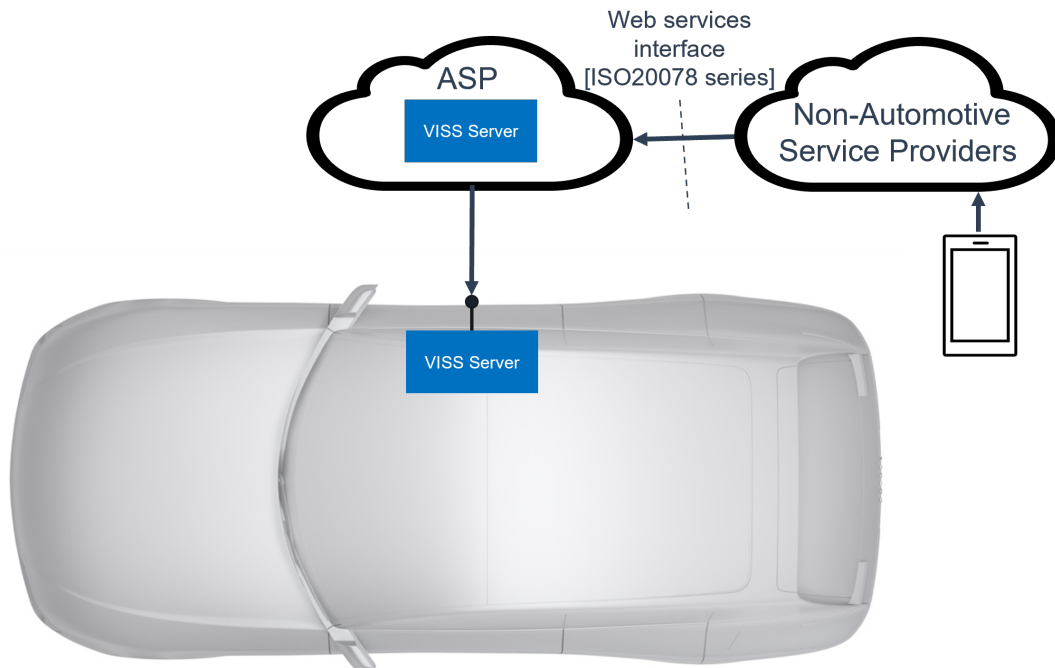 Web services
interface
[ISO20078 series]
ASP
VISS Server
Non-Automotive
Service Providers
VISS Server